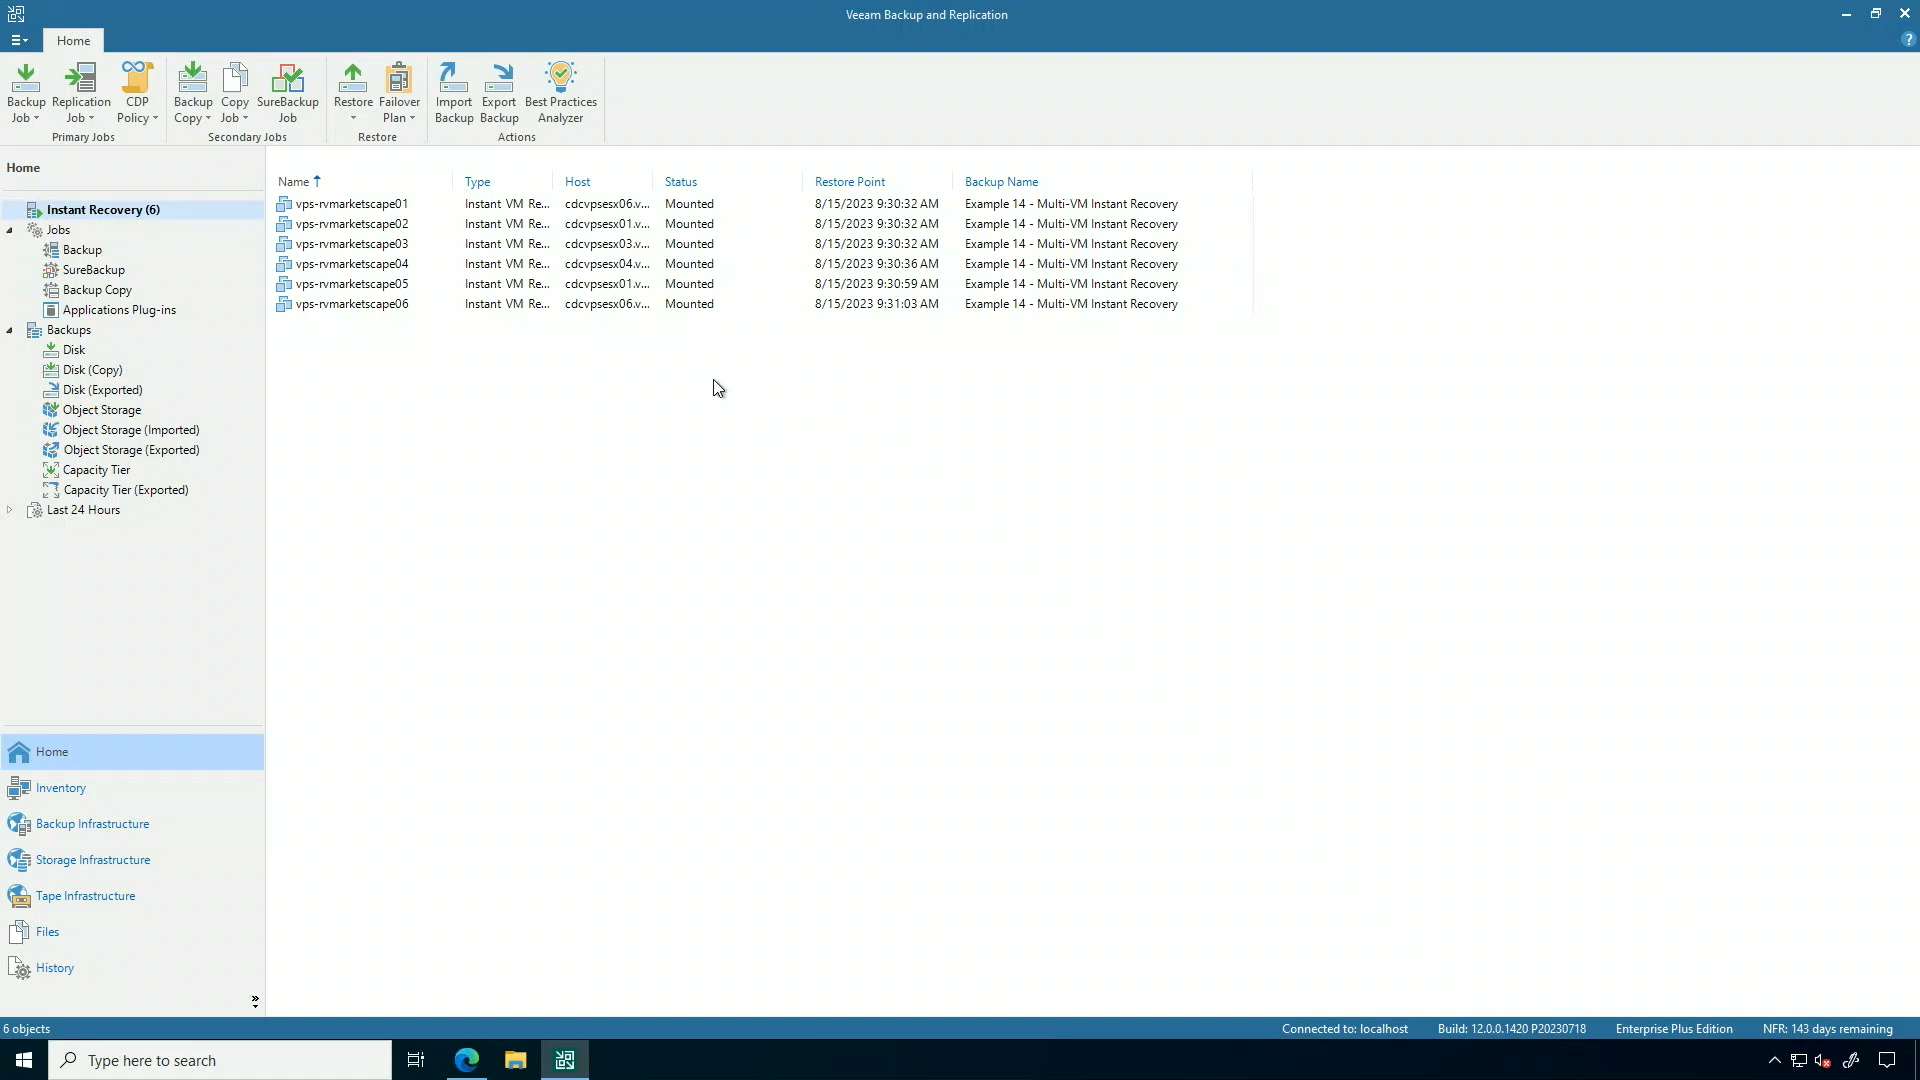 Veeam Backup and Replication
Home
Backup Job
Replication Job
CDP Policy
Primary Jobs
Backup Copy
Copy Job
SureBackup Job
Secondary Jobs
Restore
Failover Plan
Restore
Import Backup
Export Backup
Best Practices Analyzer
Actions
Home
Instant Recovery (6)
Jobs
Backup
SureBackup
Backup Copy
Applications Plug-ins
Backups
Disk
Disk (Copy)
Disk (Exported)
Object Storage
Object Storage (Imported)
Object Storage (Exported)
Capacity Tier
Capacity Tier (Exported)
Last 24 Hours
Name Type Host Status Restore Point Backup Name
vps-rvmarketscape01 Instant VM Re... cdcvpsesx06.v... Mounted 8/15/2023 9:30:32 AM Example 14 - Multi-VM Instant Recovery
vps-rvmarketscape02 Instant VM Re... cdcvpsesx01.v... Mounted 8/15/2023 9:30:32 AM Example 14 - Multi-VM Instant Recovery
vps-rvmarketscape03 Instant VM Re... cdcvpsesx03.v... Mounted 8/15/2023 9:30:32 AM Example 14 - Multi-VM Instant Recovery
vps-rvmarketscape04 Instant VM Re... cdcvpsesx04.v... Mounted 8/15/2023 9:30:36 AM Example 14 - Multi-VM Instant Recovery
vps-rvmarketscape05 Instant VM Re... cdcvpsesx01.v... Mounted 8/15/2023 9:30:59 AM Example 14 - Multi-VM Instant Recovery
vps-rvmarketscape06 Instant VM Re... cdcvpsesx06.v... Mounted 8/15/2023 9:31:03 AM Example 14 - Multi-VM Instant Recovery
Home
Inventory
Backup Infrastructure
Storage Infrastructure
Tape Infrastructure
Files
History
6 objects
Connected to: localhost
Build: 12.0.0.1420 P20230718
Enterprise Plus Edition
NFR: 143 days remaining
Type here to search